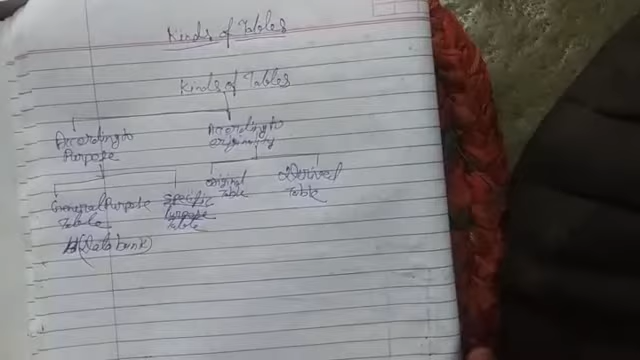 Kinds of Tables
Kinds of Tables
According to
Purpose
According to
originality
General Purpose
Table
(Data bank)
Specific
Purpose
Table
original
Table
Derived
Table